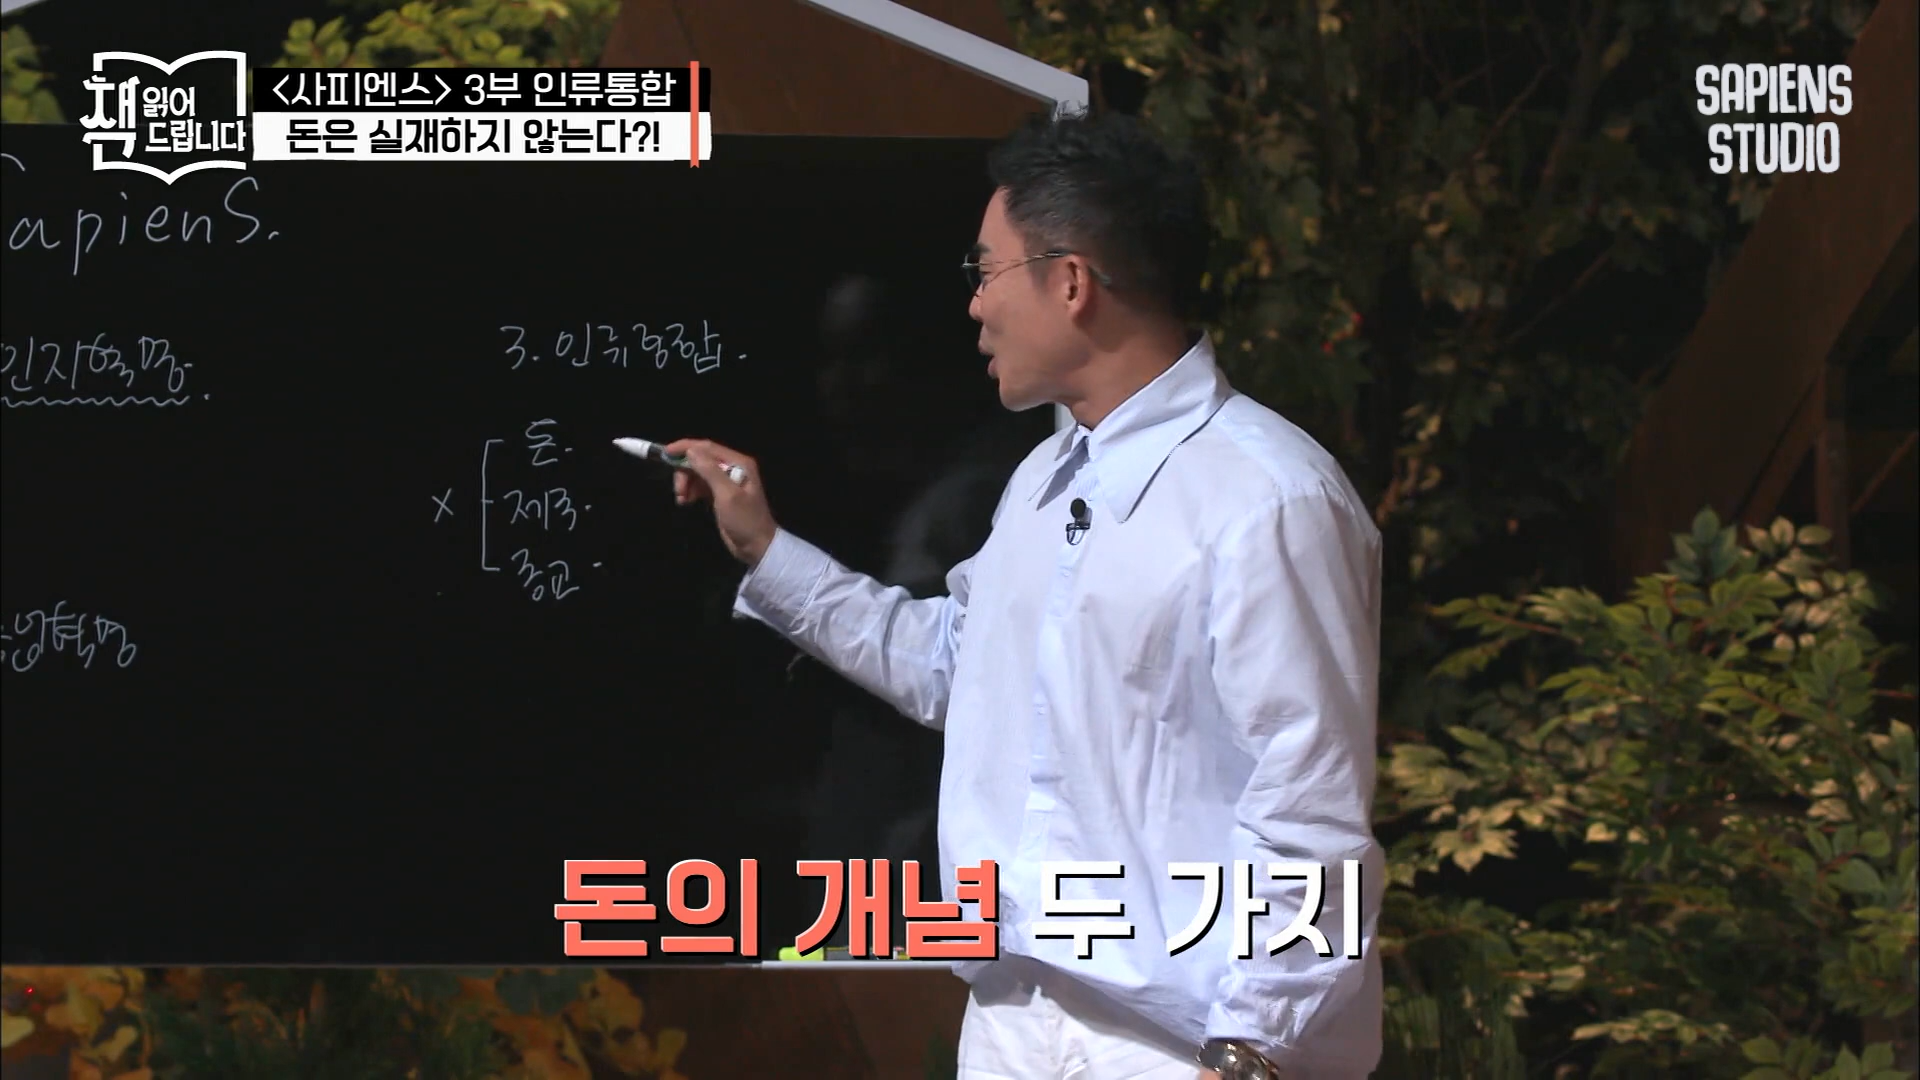 책 읽어
드립니다
<사피엔스> 3부 인류통합
돈은 실재하지 않는다?!
SAPIENS
STUDIO
Sapiens.
인지혁명.
3. 인류통합.
돈.
× 제국.
종교.
혁명
돈의 개념 두 가지